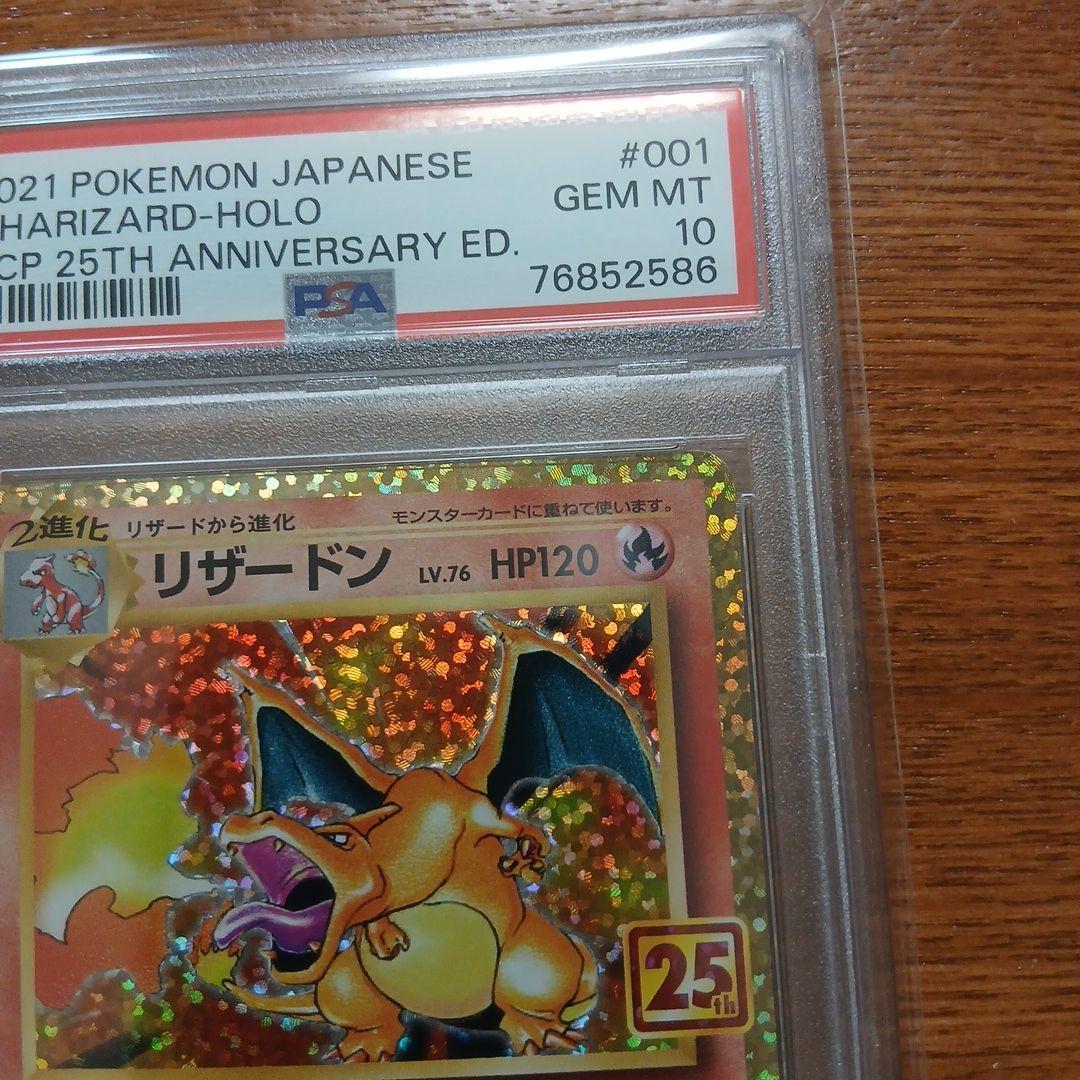 021 POKEMON JAPANESE #001
HARIZARD-HOLO GEM MT
CP 25TH ANNIVERSARY ED. 10
PSA 76852586
2進化 リザードから進化 モンスターカードに重ねて使います。
リザードン LV.76 HP120
25th